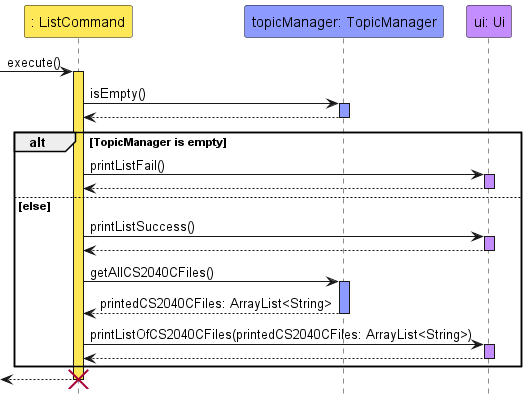 : ListCommand
topicManager: TopicManager
ui: Ui
execute()
isEmpty()
alt
[TopicManager is empty]
printListFail()
[else]
printListSuccess()
getAllCS2040CFiles()
printedCS2040CFiles: ArrayList<String>
printListOfCS2040CFiles(printedCS2040CFiles: ArrayList<String>)